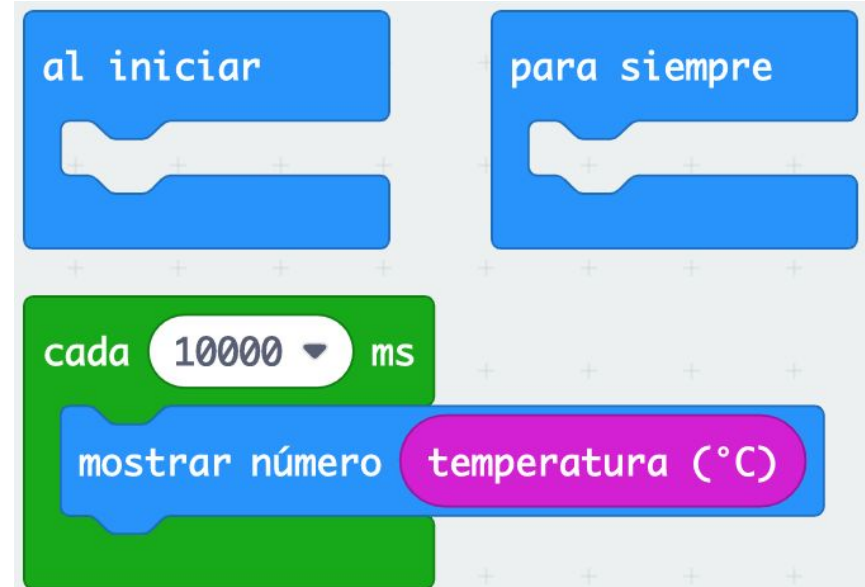 al iniciar
para siempre
cada 10000 ms
mostrar número temperatura (°C)